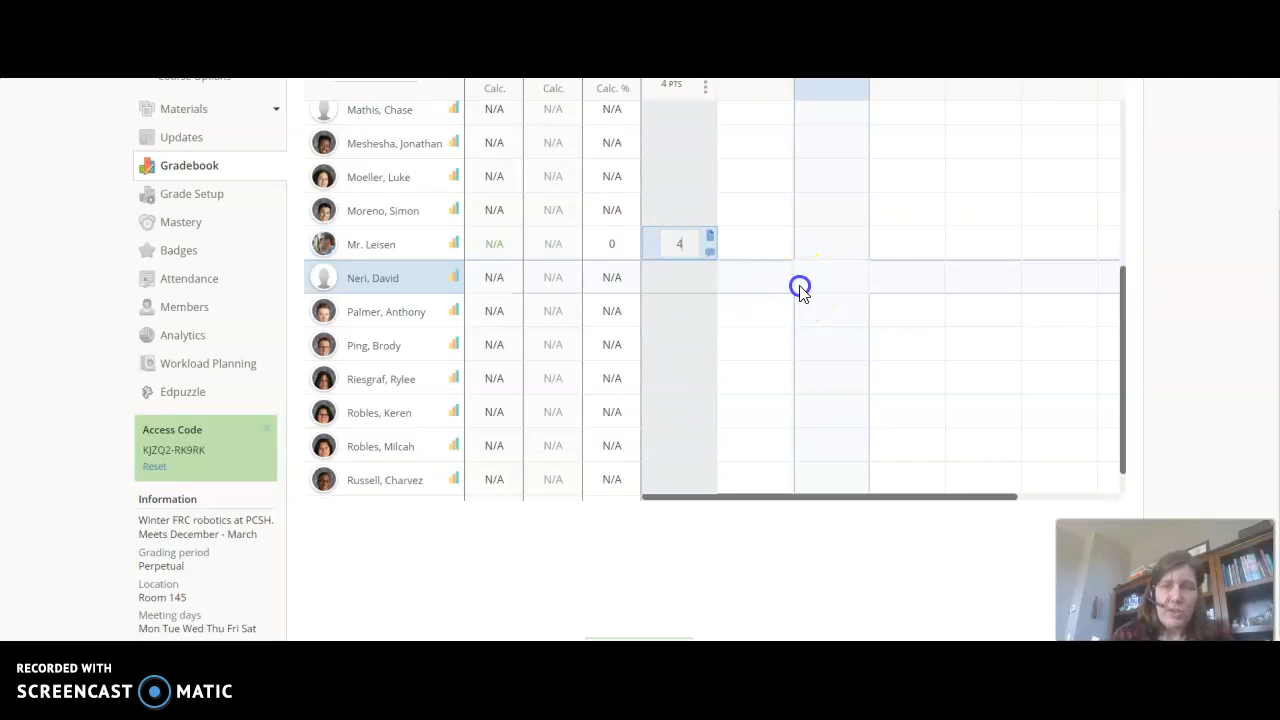 Course Options
Materials
Updates
Gradebook
Grade Setup
Mastery
Badges
Attendance
Members
Analytics
Workload Planning
Edpuzzle
Access Code
KJZQ2-RK9RK
Reset
Information
Winter FRC robotics at PCSH.
Meets December - March
Grading period
Perpetual
Location
Room 145
Meeting days
Mon Tue Wed Thu Fri Sat
Calc. Calc. Calc. % 4 PTS
Mathis, Chase N/A N/A N/A
Meshesha, Jonathan N/A N/A N/A
Moeller, Luke N/A N/A N/A
Moreno, Simon N/A N/A N/A
Mr. Leisen N/A N/A 0 4
Neri, David N/A N/A N/A
Palmer, Anthony N/A N/A N/A
Ping, Brody N/A N/A N/A
Riesgraf, Rylee N/A N/A N/A
Robles, Keren N/A N/A N/A
Robles, Milcah N/A N/A N/A
Russell, Charvez N/A N/A N/A
RECORDED WITH
SCREENCAST MATIC